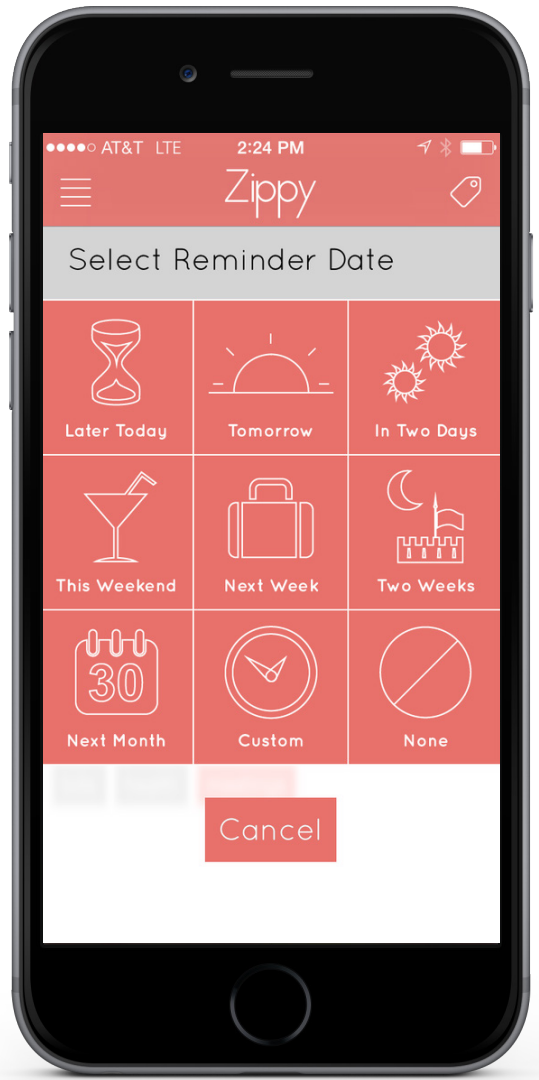 AT&T LTE 2:24 PM
Zippy
Select Reminder Date
Later Today Tomorrow In Two Days
This Weekend Next Week Two Weeks
30
Next Month Custom None
Cancel